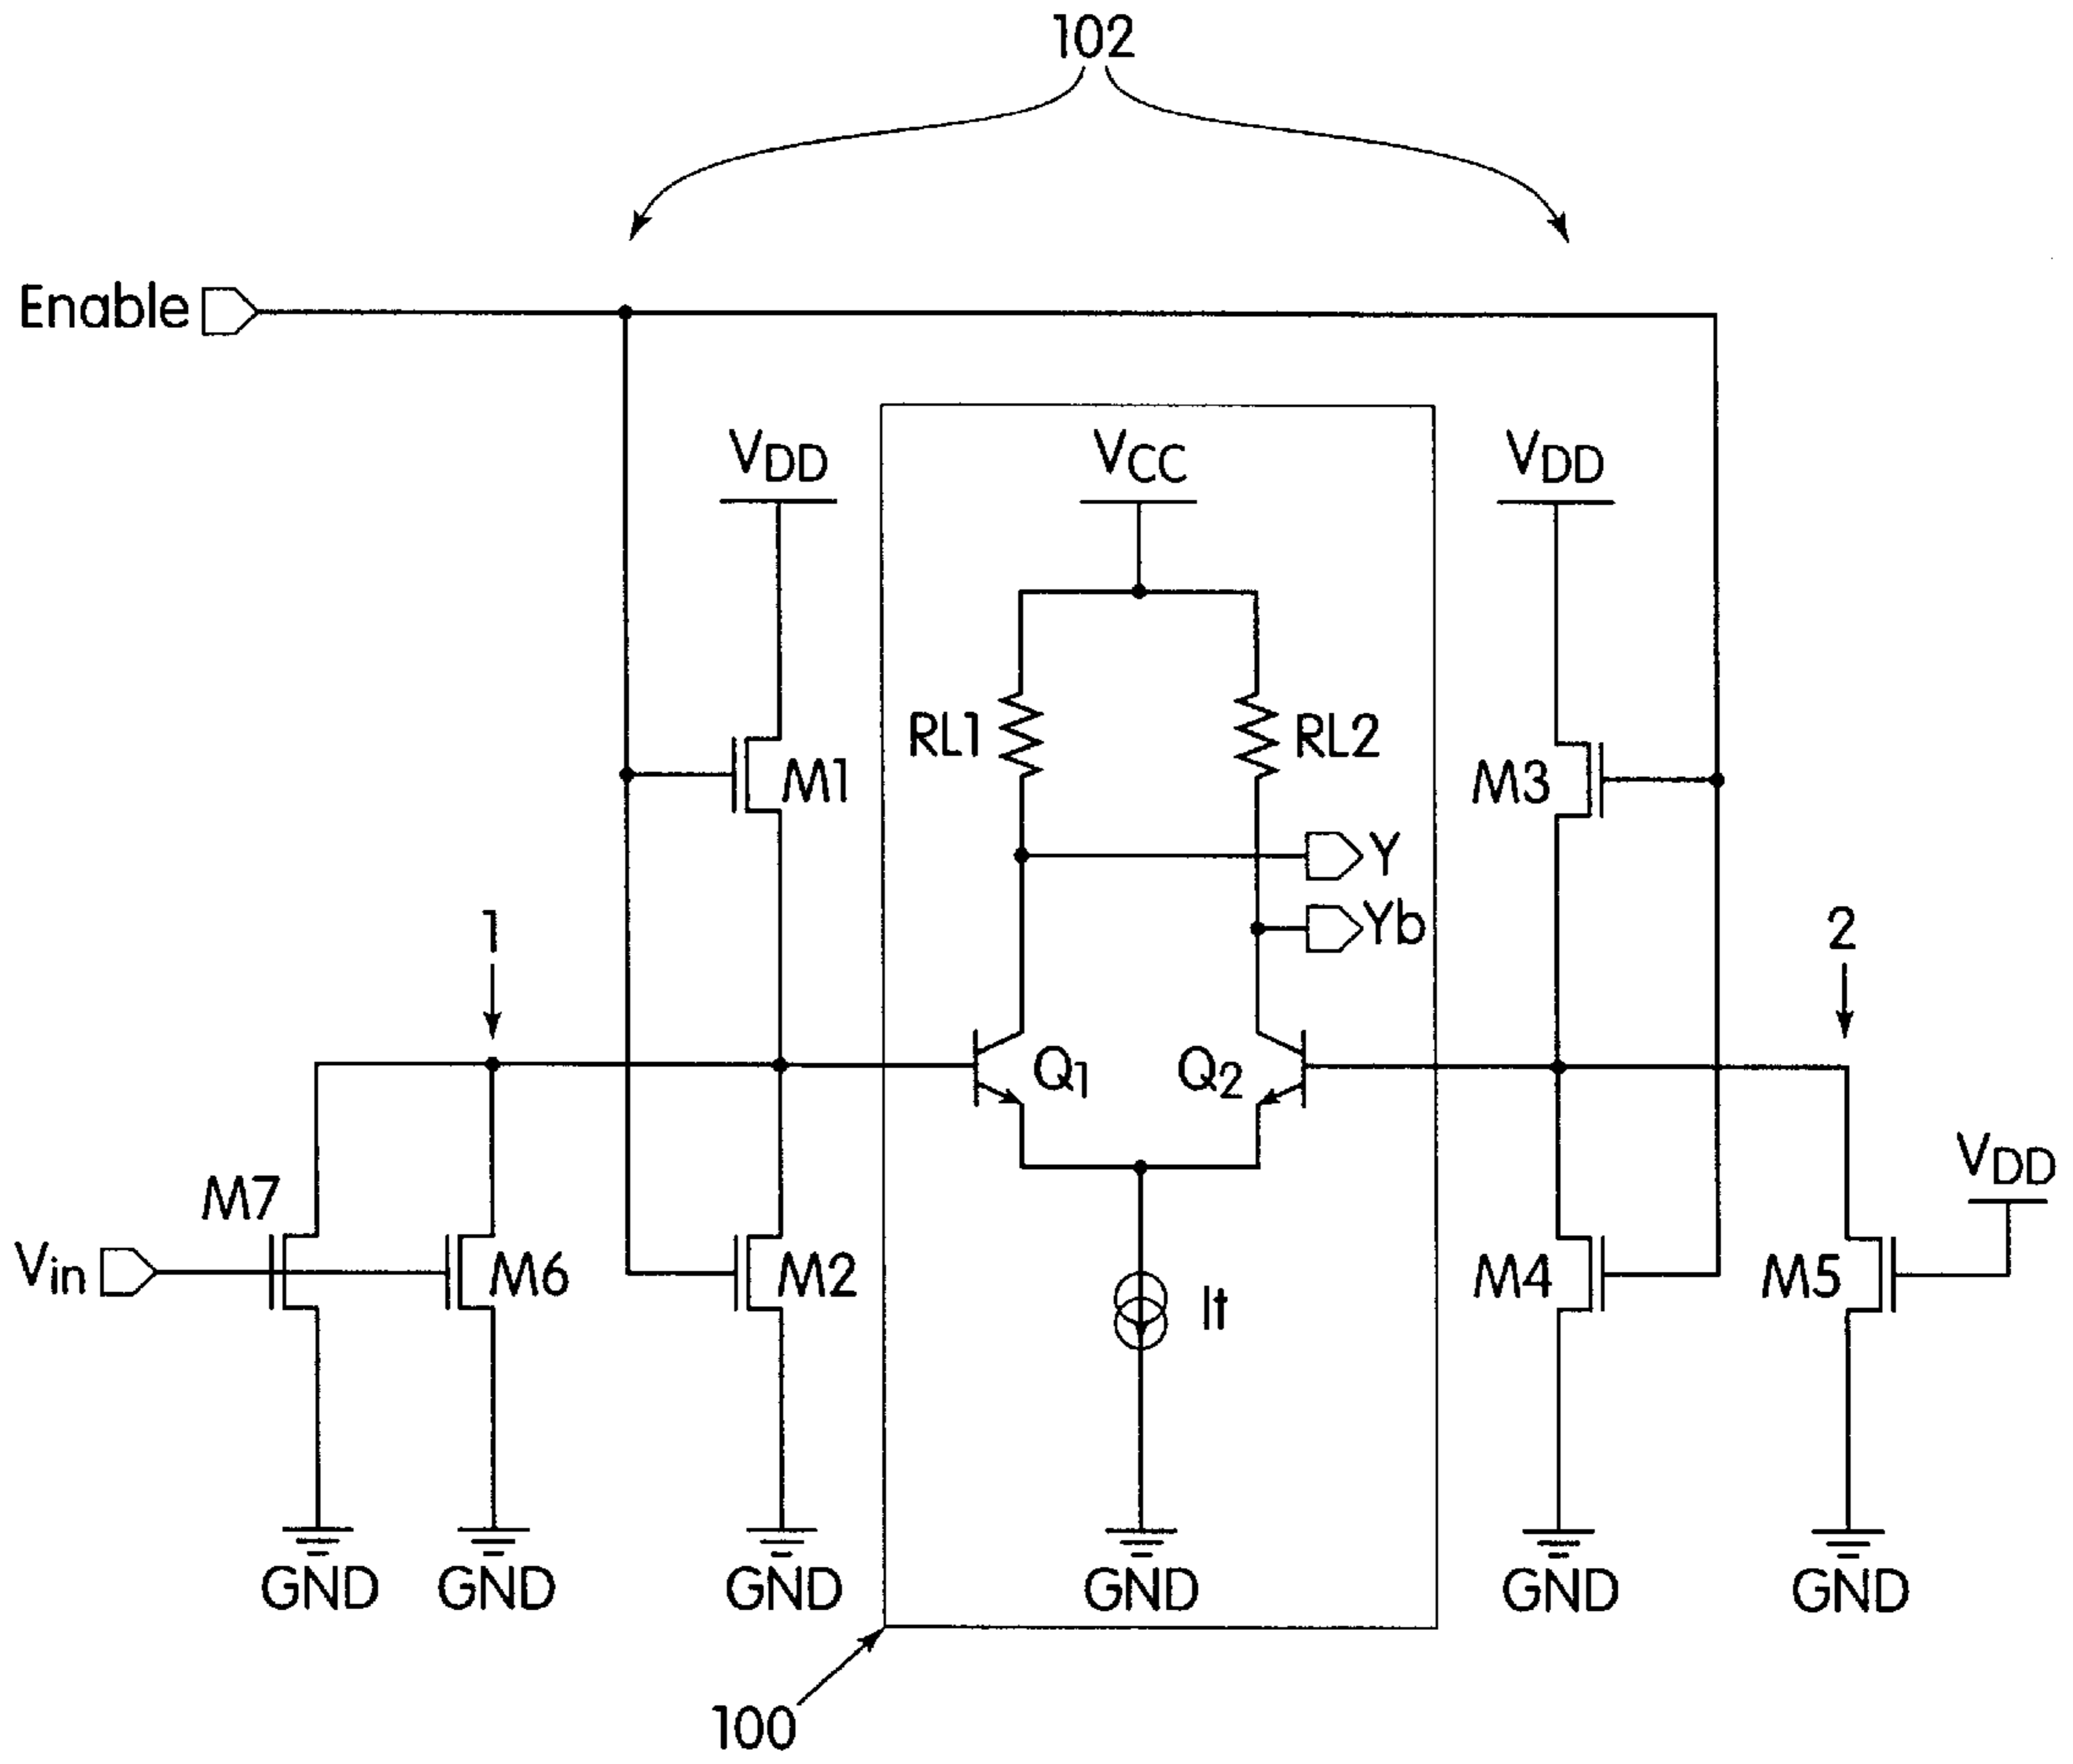 102
Enable
VDD
VCC
VDD
RL1
RL2
M1
M3
Y
Yb
1
2
Q1
Q2
VDD
M7
Vin
M6
M2
It
M4
M5
GND
GND
GND
GND
GND
GND
100